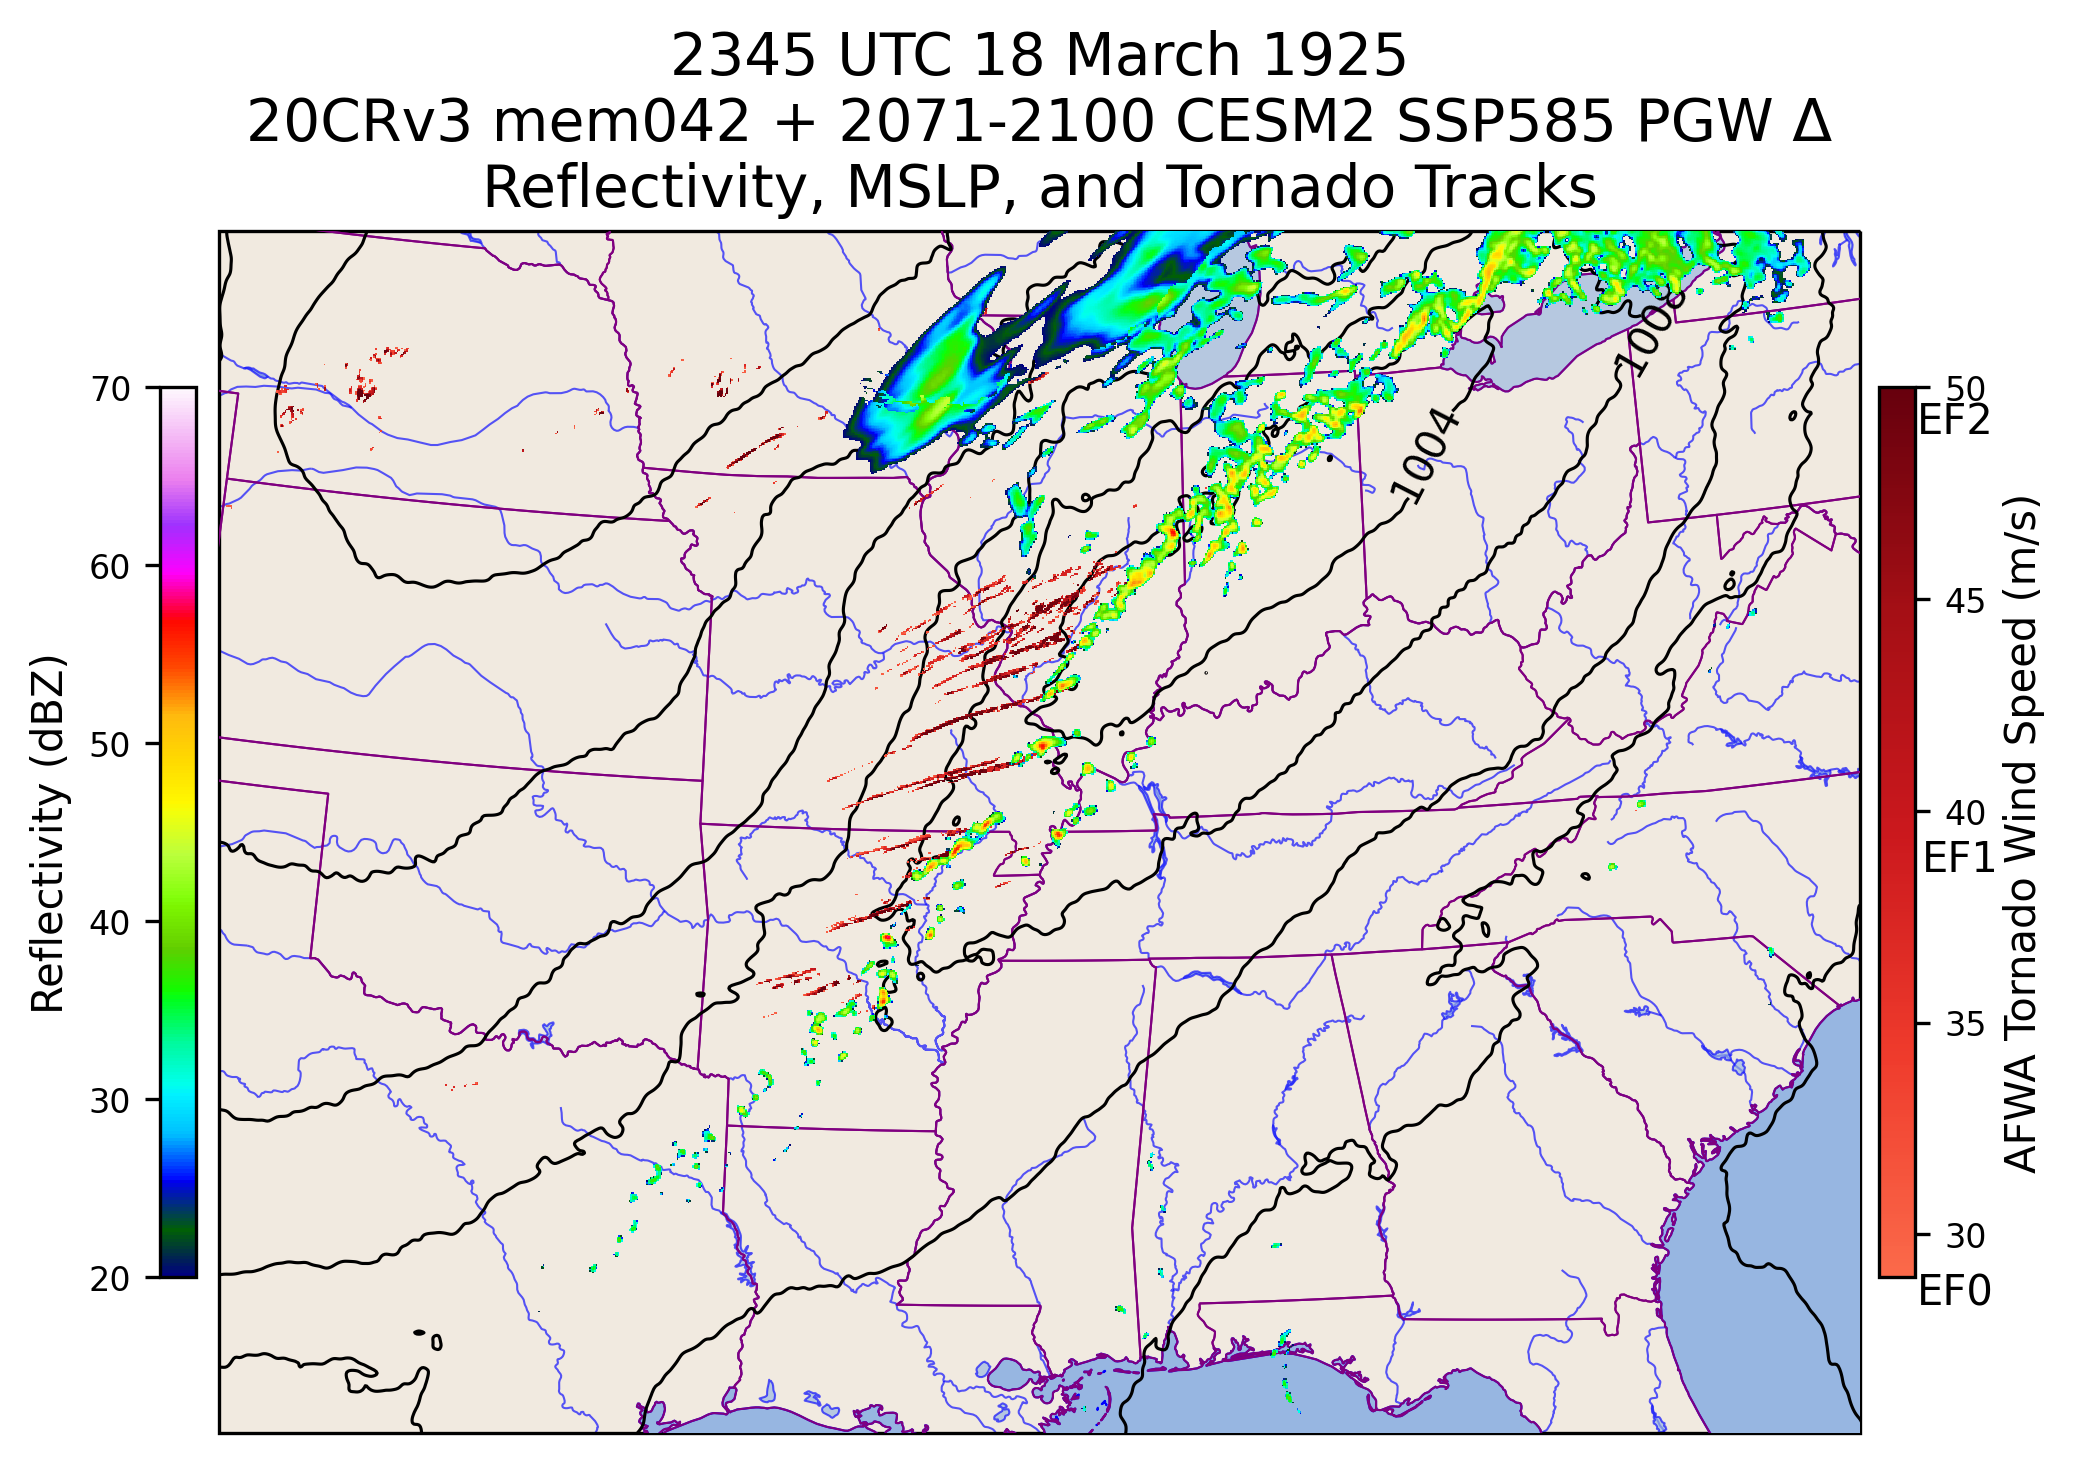 2345 UTC 18 March 1925
20CRv3 mem042 + 2071-2100 CESM2 SSP585 PGW Δ
Reflectivity, MSLP, and Tornado Tracks
Reflectivity (dBZ)
70
60
50
40
30
20
1004
50
EF2
45
40
EF1
35
30
EF0
AFWA Tornado Wind Speed (m/s)